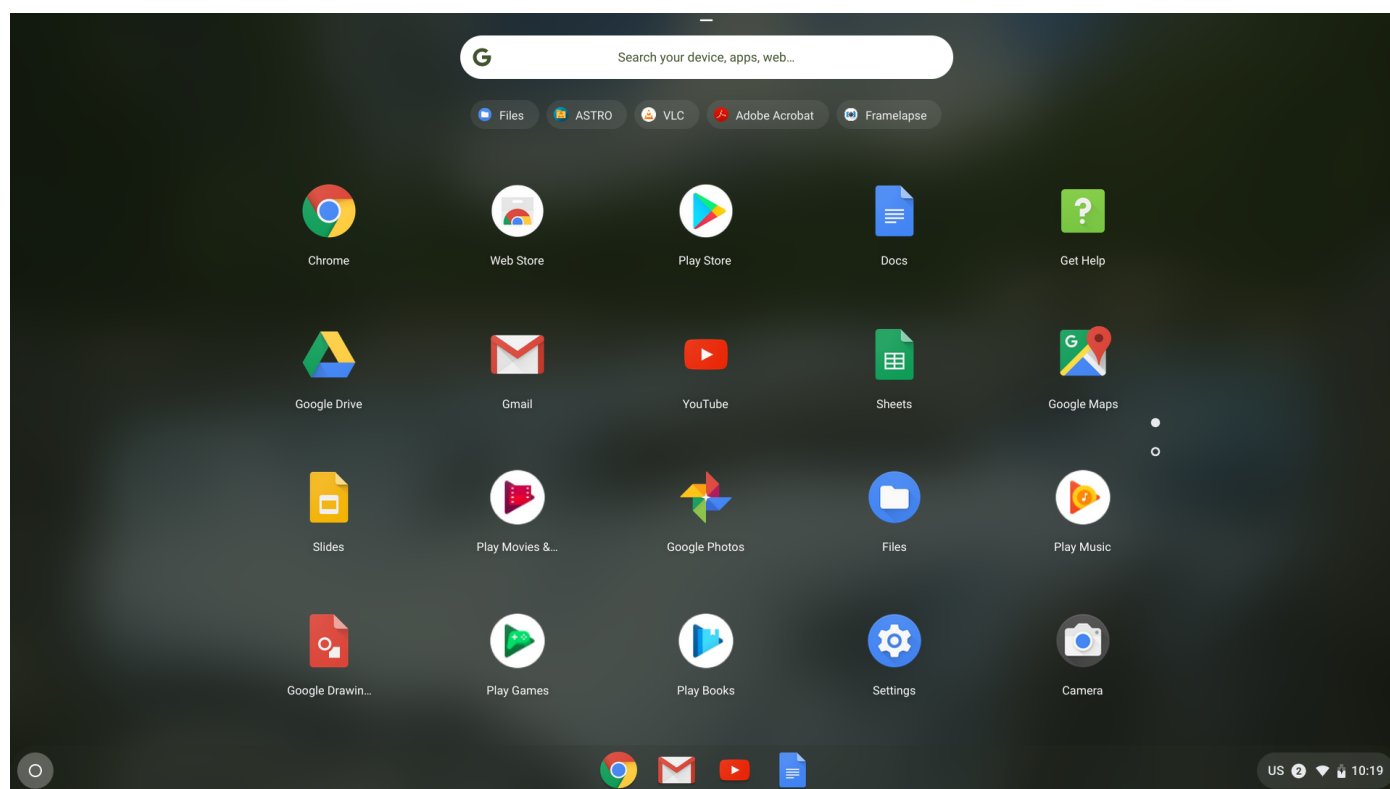 G Search your device, apps, web...
Files ASTRO VLC Adobe Acrobat Framelapse
Chrome Web Store Play Store Docs Get Help
Google Drive Gmail YouTube Sheets Google Maps
Slides Play Movies &... Google Photos Files Play Music
Google Drawin... Play Games Play Books Settings Camera
US 2 10:19